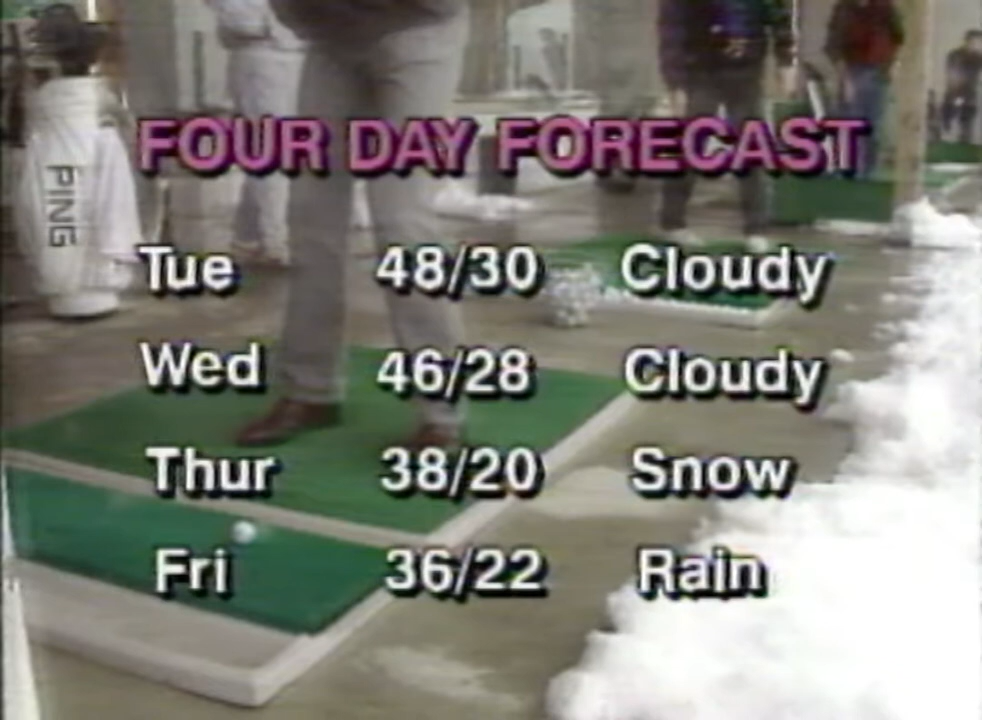 FOUR DAY FORECAST
PING
Tue 48/30 Cloudy
Wed 46/28 Cloudy
Thur 38/20 Snow
Fri 36/22 Rain